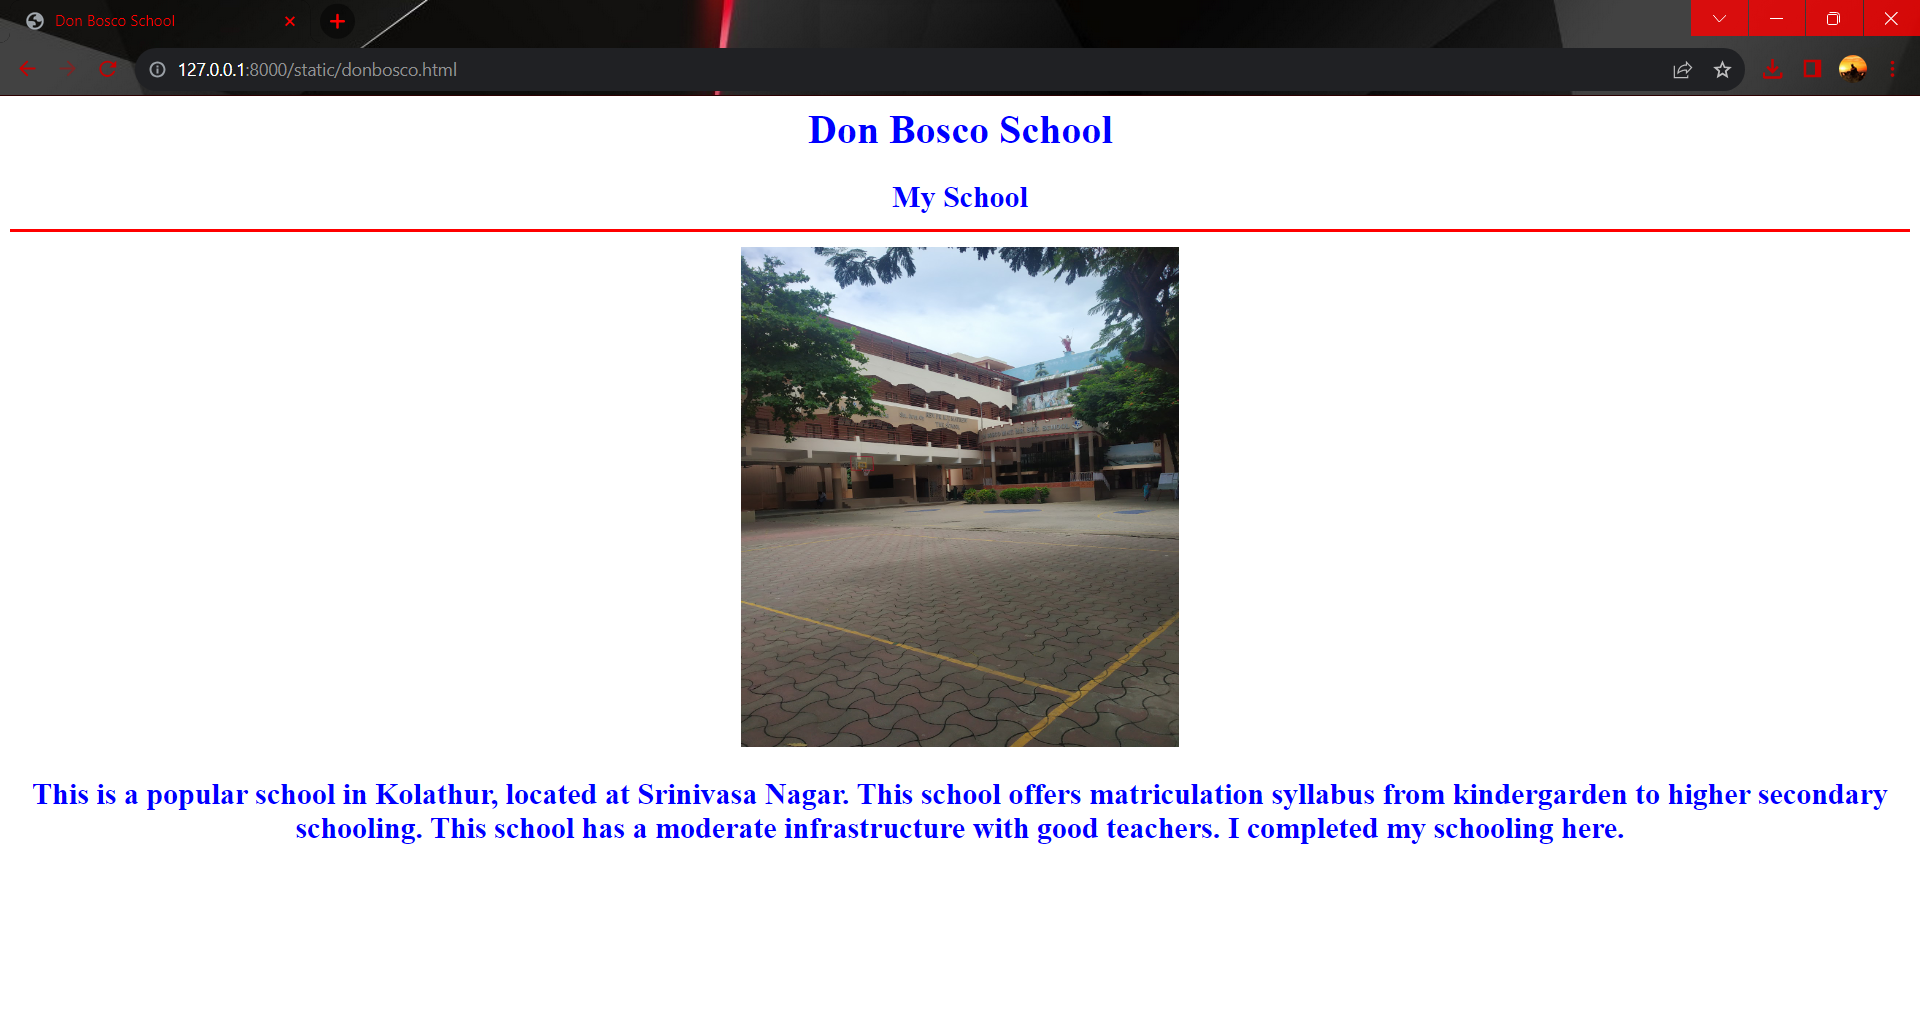 Don Bosco School
127.0.0.1:8000/static/donbosco.html
Don Bosco School
My School
This is a popular school in Kolathur, located at Srinivasa Nagar. This school offers matriculation syllabus from kindergarden to higher secondary
schooling. This school has a moderate infrastructure with good teachers. I completed my schooling here.